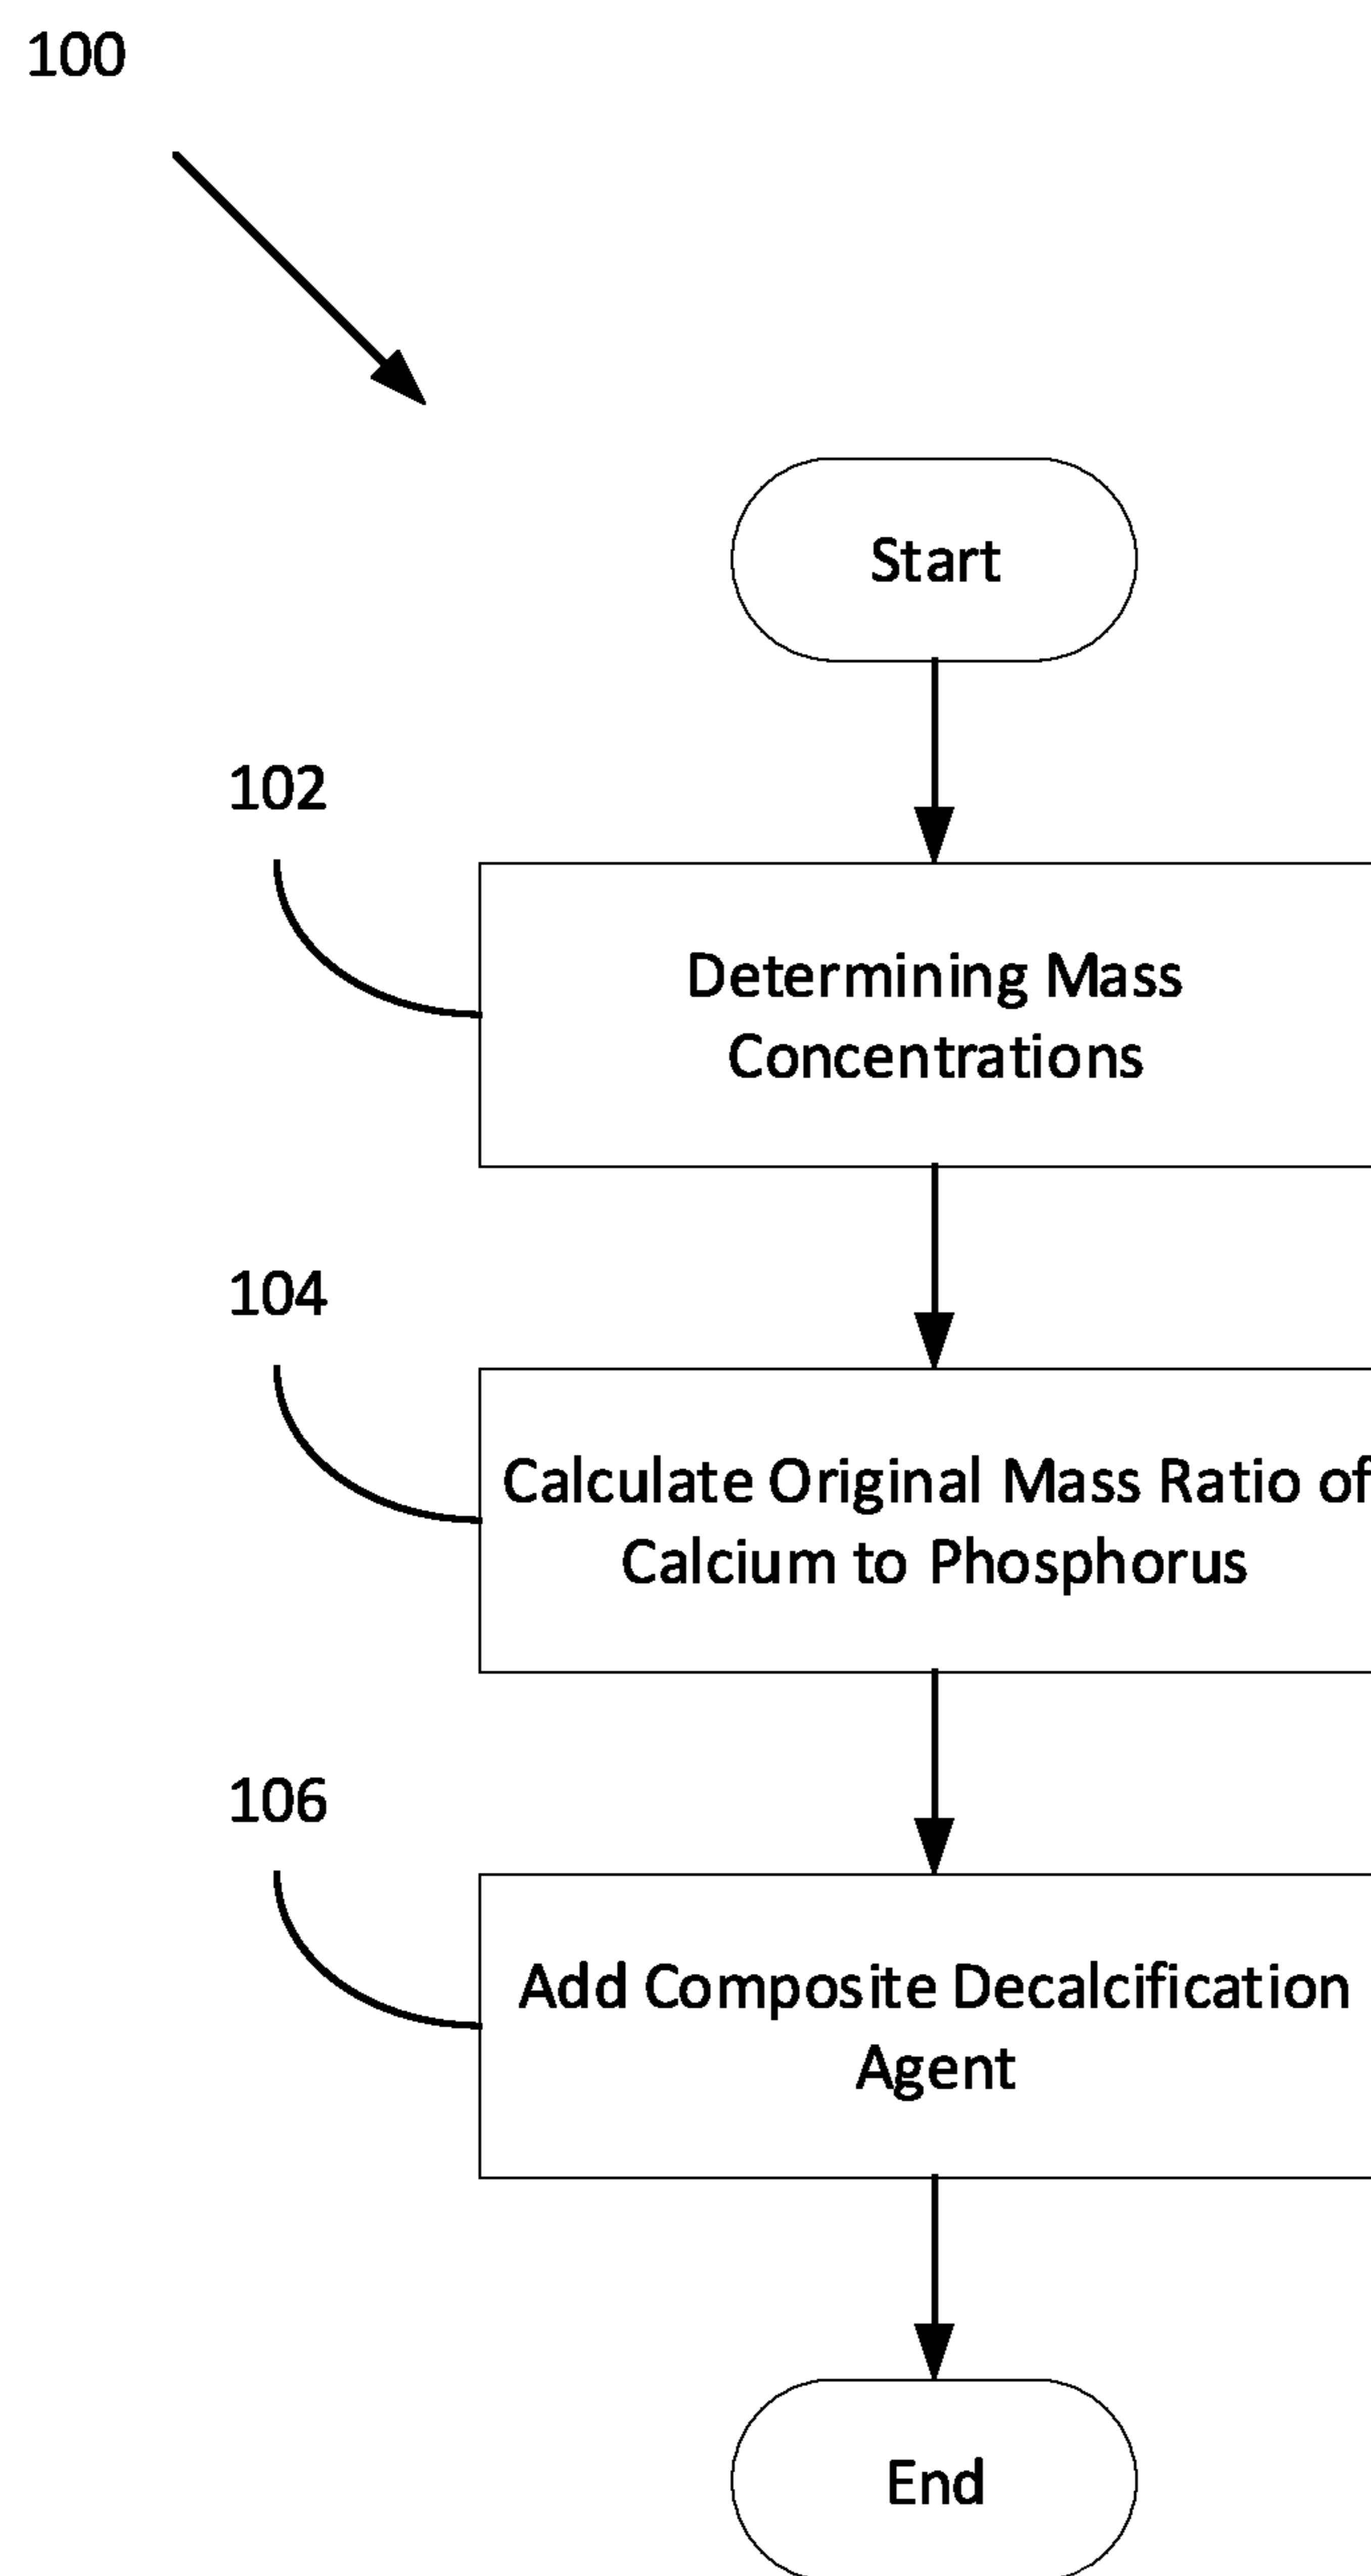 100
Start
102
Determining Mass
Concentrations
104
Calculate Original Mass Ratio of
Calcium to Phosphorus
106
Add Composite Decalcification
Agent
End